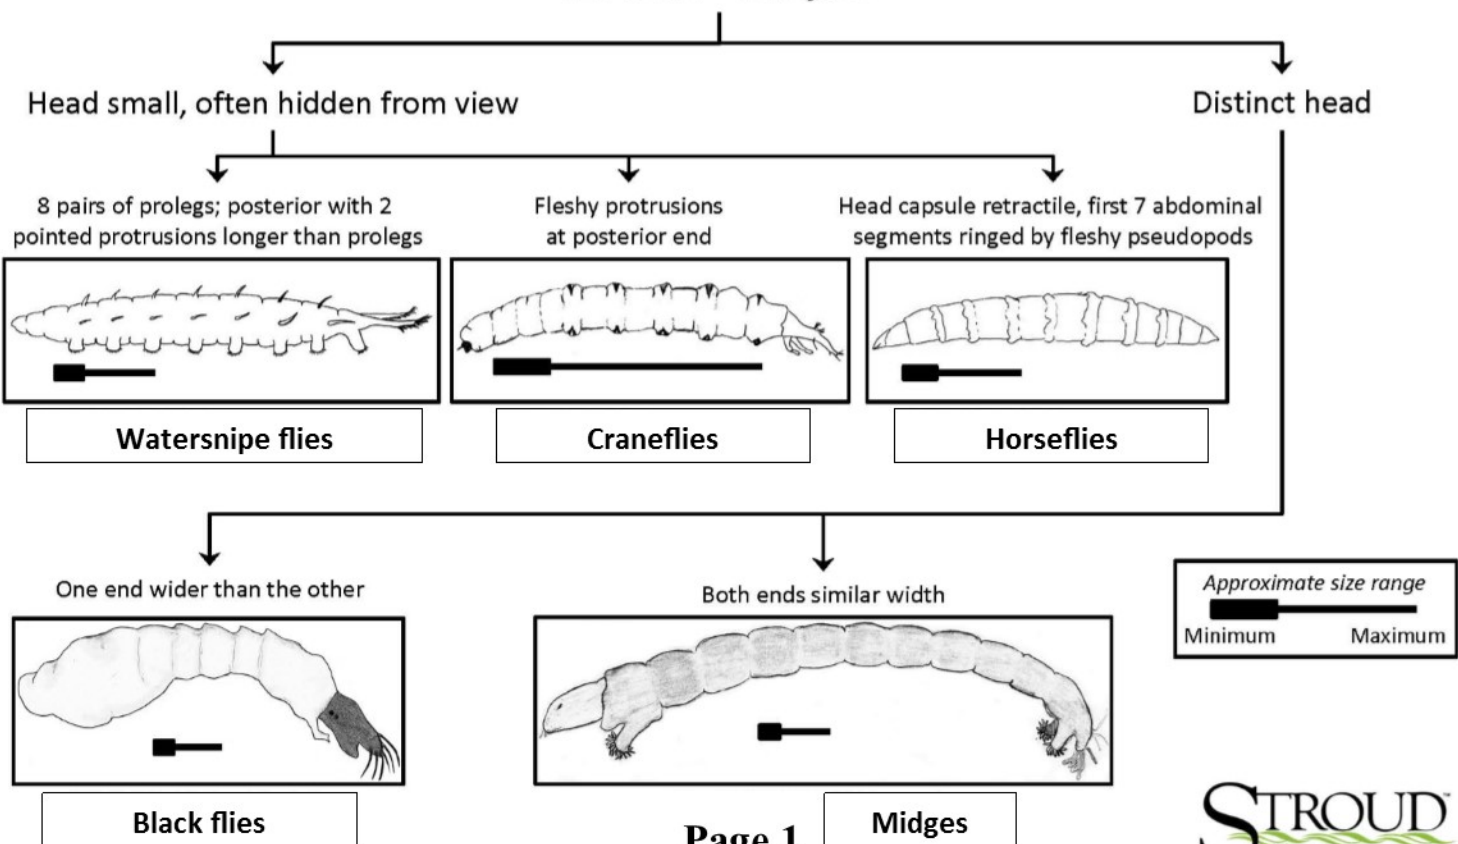 Head small, often hidden from view
Distinct head
8 pairs of prolegs; posterior with 2
pointed protrusions longer than prolegs
Fleshy protrusions
at posterior end
Head capsule retractile, first 7 abdominal
segments ringed by fleshy pseudopods
Watersnipe flies
Craneflies
Horseflies
One end wider than the other
Both ends similar width
Approximate size range
Minimum
Maximum
Black flies
Page 1
Midges
STROUD™